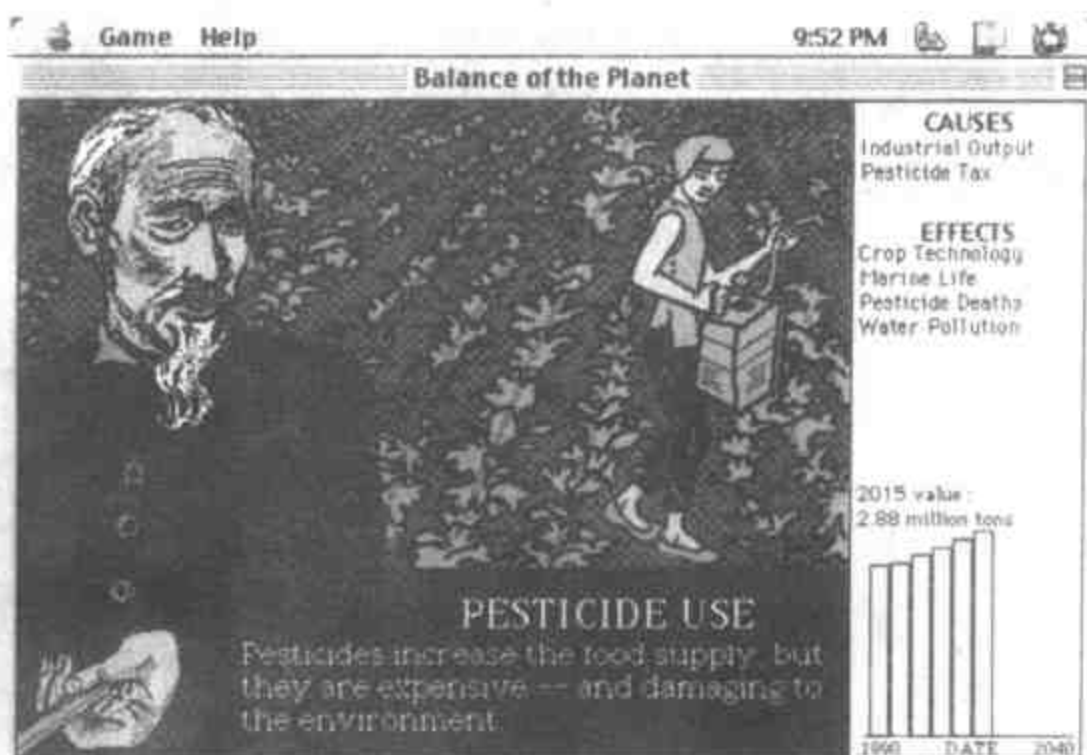 Game Help 9:52 PM
Balance of the Planet
CAUSES
Industrial Output
Pesticide Tax
EFFECTS
Crop Technology
Marine Life
Pesticide Deaths
Water Pollution
2015 value :
2.88 million tons
PESTICIDE USE
Pesticides increase the food supply, but
they are expensive -- and damaging to
the environment.
1990 DATE 2040